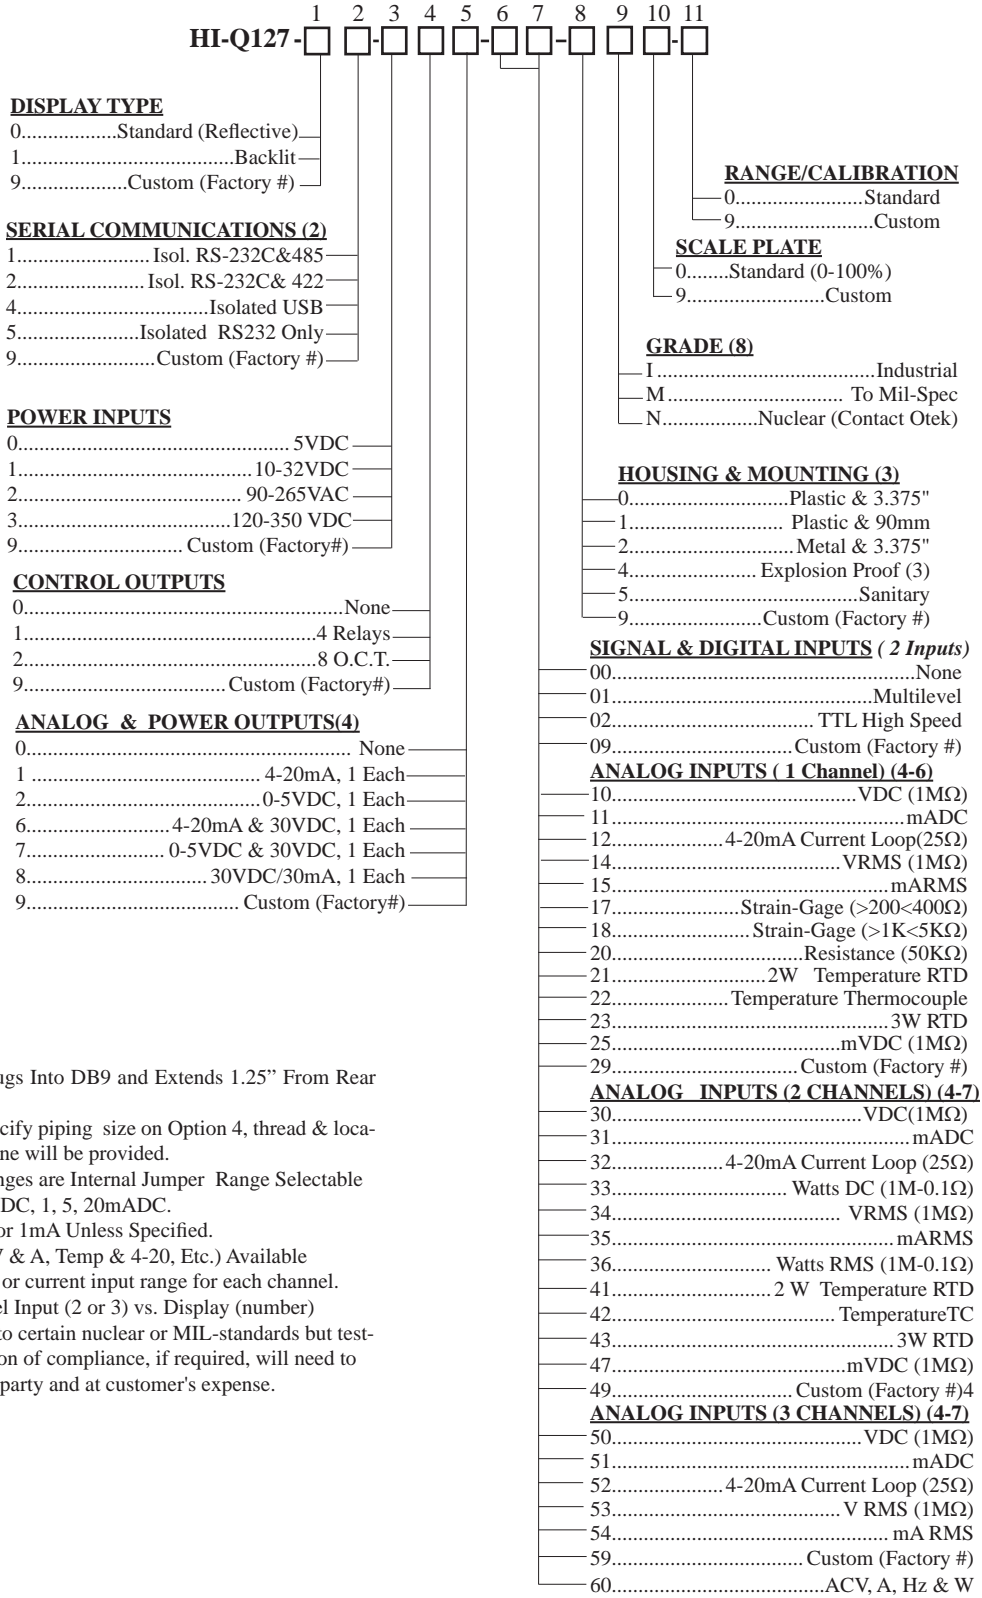 1 2 3 4 5 6 7 8 9 10 11
HI-Q127 - - - - -
DISPLAY TYPE
0..................Standard (Reflective)
1........................................Backlit
9....................Custom (Factory #)
SERIAL COMMUNICATIONS (2)
1.........................Isol. RS-232C&485
2........................Isol. RS-232C& 422
4....................................Isolated USB
5.......................Isolated RS232 Only
9..........................Custom (Factory #)
POWER INPUTS
0...................................................5VDC
1............................................10-32VDC
2..........................................90-265VAC
3........................................120-350 VDC
9...............................Custom (Factory#)
CONTROL OUTPUTS
0............................................................None
1.......................................................4 Relays
2.......................................................8 O.C.T.
9......................................Custom (Factory#)
ANALOG & POWER OUTPUTS(4)
0.............................................................None
1...........................................4-20mA, 1 Each
2.................................................0-5VDC, 1 Each
6...........................4-20mA & 30VDC, 1 Each
7..........................0-5VDC & 30VDC, 1 Each
8..................................30VDC/30mA, 1 Each
9........................................Custom (Factory#)
ugs Into DB9 and Extends 1.25” From Rear
cify piping size on Option 4, thread & loca-
ne will be provided.
nges are Internal Jumper Range Selectable
DC, 1, 5, 20mADC.
or 1mA Unless Specified.
& A, Temp & 4-20, Etc.) Available
or current input range for each channel.
el Input (2 or 3) vs. Display (number)
to certain nuclear or MIL-standards but test-
on of compliance, if required, will need to
party and at customer's expense.
RANGE/CALIBRATION
0........................Standard
9..........................Custom
SCALE PLATE
0........Standard (0-100%)
9..........................Custom
GRADE (8)
I.........................................Industrial
M.................................To Mil-Spec
N..................Nuclear (Contact Otek)
HOUSING & MOUNTING (3)
0..............................Plastic & 3.375"
1.............................Plastic & 90mm
2...............................Metal & 3.375"
4........................Explosion Proof (3)
5...........................................Sanitary
9.........................Custom (Factory #)
SIGNAL & DIGITAL INPUTS ( 2 Inputs)
00.........................................................None
01.................................................Multilevel
02......................................TTL High Speed
09..................................Custom (Factory #)
ANALOG INPUTS ( 1 Channel) (4-6)
10..............................................VDC (1MΩ)
11.......................................................mADC
12.....................4-20mA Current Loop(25Ω)
14...........................................VRMS (1MΩ)
15....................................................mARMS
17........................Strain-Gage (>200<400Ω)
18..........................Strain-Gage (>1K<5KΩ)
20....................................Resistance (50KΩ)
21.............................2W Temperature RTD
22......................Temperature Thermocouple
23....................................................3W RTD
25...........................................mVDC (1MΩ)
29...................................Custom (Factory #)
ANALOG INPUTS (2 CHANNELS) (4-7)
30...............................................VDC(1MΩ)
31........................................................mADC
32.....................4-20mA Current Loop (25Ω)
33.................................Watts DC (1M-0.1Ω)
34...........................................VRMS (1MΩ)
35.....................................................mARMS
36..............................Watts RMS (1M-0.1Ω)
41..............................2 W Temperature RTD
42..........................................TemperatureTC
43.....................................................3W RTD
47............................................mVDC (1MΩ)
49..................................Custom (Factory #)4
ANALOG INPUTS (3 CHANNELS) (4-7)
50...............................................VDC (1MΩ)
51........................................................mADC
52.....................4-20mA Current Loop (25Ω)
53...........................................V RMS (1MΩ)
54....................................................mA RMS
59....................................Custom (Factory #)
60........................................ACV, A, Hz & W